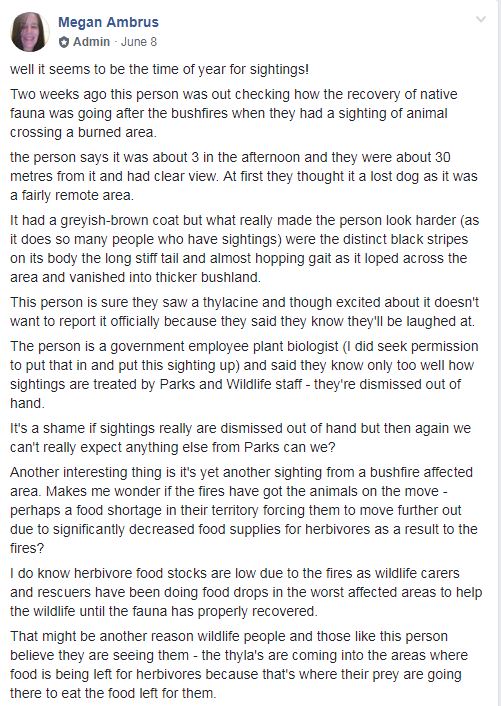 Megan Ambrus
Admin · June 8
well it seems to be the time of year for sightings!
Two weeks ago this person was out checking how the recovery of native
fauna was going after the bushfires when they had a sighting of animal
crossing a burned area.
the person says it was about 3 in the afternoon and they were about 30
metres from it and had clear view. At first they thought it a lost dog as it was
a fairly remote area.
It had a greyish-brown coat but what really made the person look harder (as
it does so many people who have sightings) were the distinct black stripes
on its body the long stiff tail and almost hopping gait as it loped across the
area and vanished into thicker bushland.
This person is sure they saw a thylacine and though excited about it doesn't
want to report it officially because they said they know they'll be laughed at.
The person is a government employee plant biologist (I did seek permission
to put that in and put this sighting up) and said they know only too well how
sightings are treated by Parks and Wildlife staff - they're dismissed out of
hand.
It's a shame if sightings really are dismissed out of hand but then again we
can't really expect anything else from Parks can we?
Another interesting thing is it's yet another sighting from a bushfire affected
area. Makes me wonder if the fires have got the animals on the move -
perhaps a food shortage in their territory forcing them to move further out
due to significantly decreased food supplies for herbivores as a result to the
fires?
I do know herbivore food stocks are low due to the fires as wildlife carers
and rescuers have been doing food drops in the worst affected areas to help
the wildlife until the fauna has properly recovered.
That might be another reason wildlife people and those like this person
believe they are seeing them - the thyla's are coming into the areas where
food is being left for herbivores because that's where their prey are going
there to eat the food left for them.